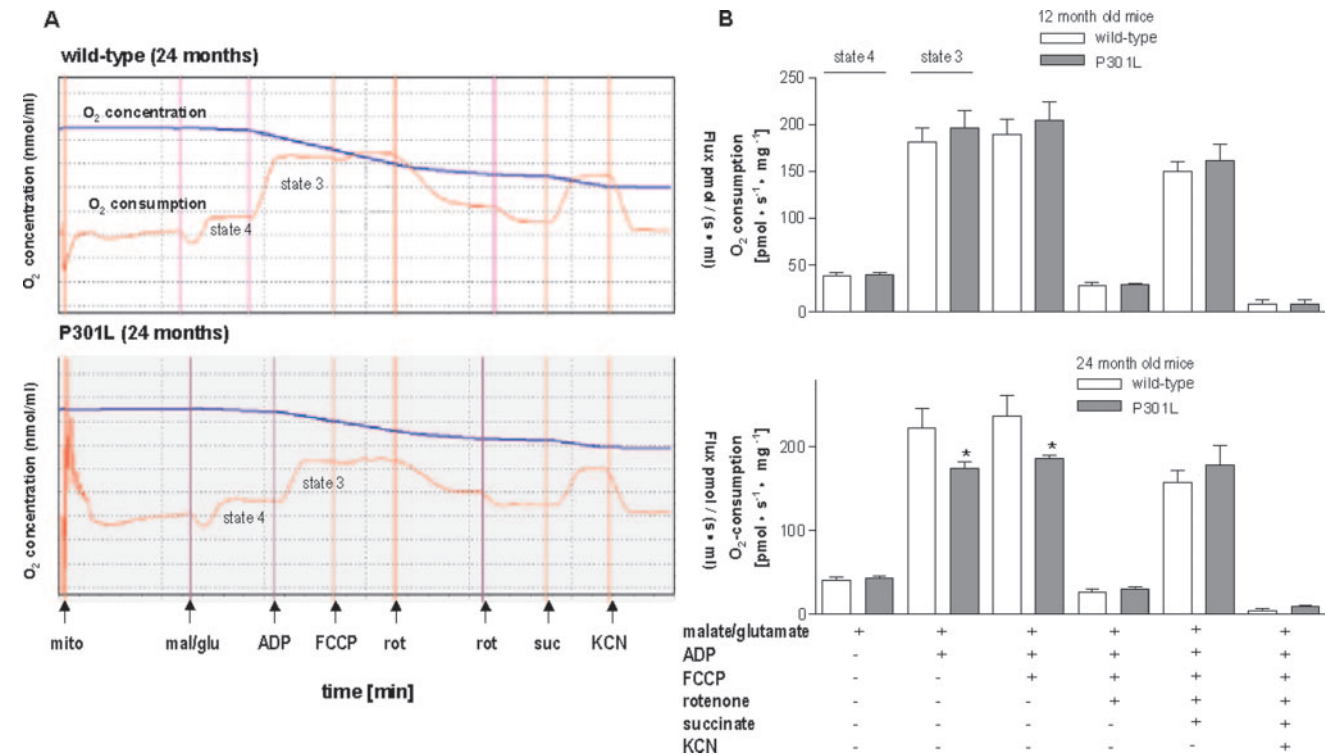 A
wild-type (24 months)
O₂ concentration (nmol/ml)
O₂ concentration
O₂ consumption
state 4
state 3
Flux pmol / (s • ml)
P301L (24 months)
O₂ concentration (nmol/ml)
state 4
state 3
Flux pmol / (s • ml)
mito mal/glu ADP FCCP rot rot suc KCN
time [min]
B
12 month old mice
wild-type
P301L
state 4 state 3
O₂ consumption
[pmol • s⁻¹ • mg⁻¹]
250
200
150
100
50
0
24 month old mice
wild-type
P301L
O₂-consumption
[pmol • s⁻¹ • mg⁻¹]
200
100
0
* *
malate/glutamate + + + + + +
ADP - + + + + +
FCCP - - + + + +
rotenone - - - + + +
succinate - - - - + +
KCN - - - - - +